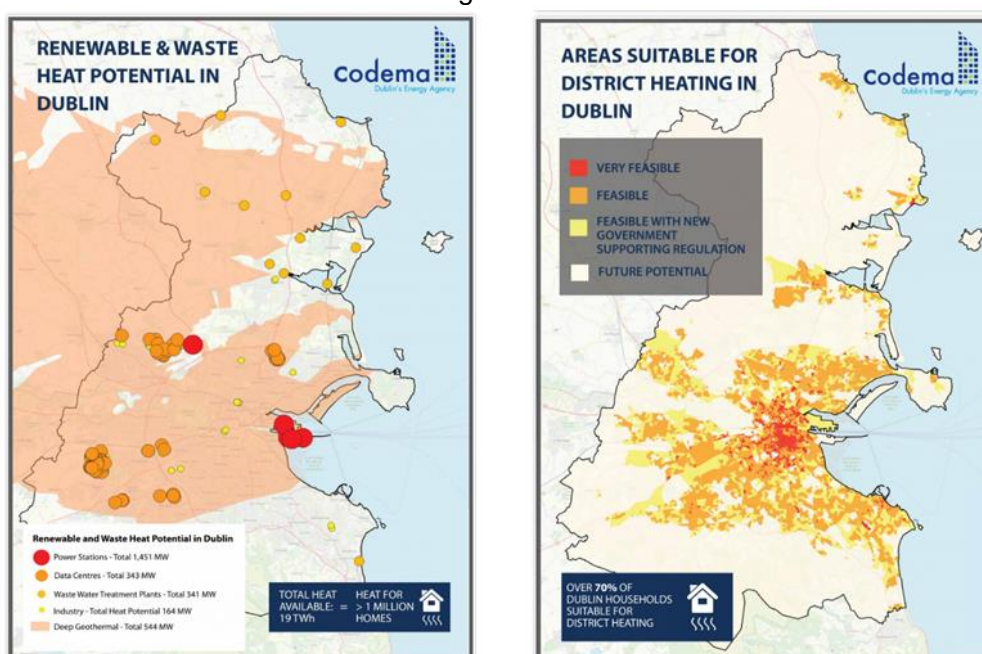 RENEWABLE & WASTE
HEAT POTENTIAL IN
DUBLIN
codema
Dublin's Energy Agency
Renewable and Waste Heat Potential in Dublin
Power Stations - Total 1,451 MW
Data Centres - Total 343 MW
Waste Water Treatment Plants - Total 541 MW
Industry - Total Heat Potential 164 MW
Deep Geothermal - Total 544 MW
TOTAL HEAT
AVAILABLE:
19 TWh
=
HEAT FOR
> 1 MILLION
HOMES
AREAS SUITABLE FOR
DISTRICT HEATING IN
DUBLIN
codema
Dublin's Energy Agency
VERY FEASIBLE
FEASIBLE
FEASIBLE WITH NEW
GOVERNMENT
SUPPORTING REGULATION
FUTURE POTENTIAL
OVER 70% OF
DUBLIN HOUSEHOLDS
SUITABLE FOR
DISTRICT HEATING